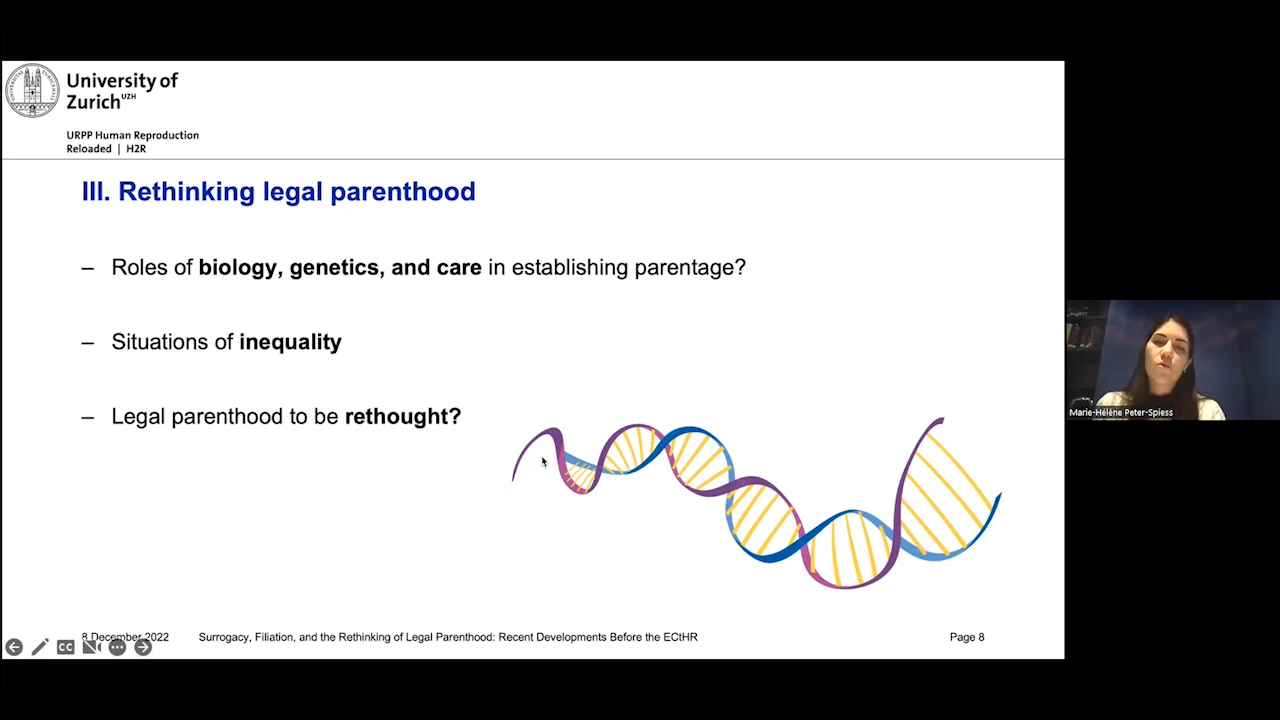 University of
Zurich UZH
URPP Human Reproduction
Reloaded | H2R
III. Rethinking legal parenthood
– Roles of biology, genetics, and care in establishing parentage?
– Situations of inequality
– Legal parenthood to be rethought?
Marie-Hélène Peter-Spiess
8 December 2022 Surrogacy, Filiation, and the Rethinking of Legal Parenthood: Recent Developments Before the ECtHR Page 8
CC